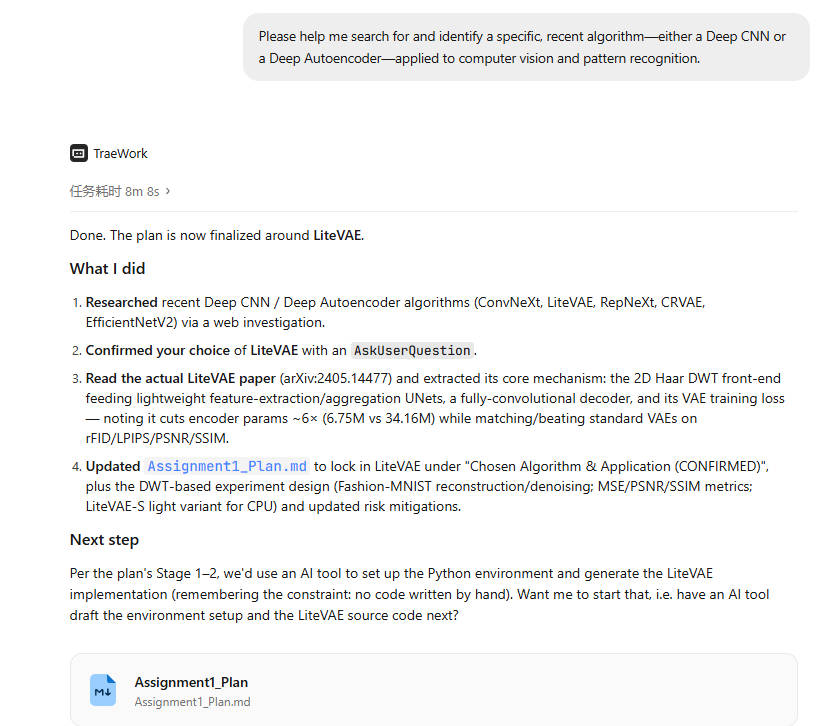 Please help me search for and identify a specific, recent algorithm—either a Deep CNN or
a Deep Autoencoder—applied to computer vision and pattern recognition.
TraeWork
任务耗时 8m 8s ›
Done. The plan is now finalized around LiteVAE.
What I did
1. Researched recent Deep CNN / Deep Autoencoder algorithms (ConvNeXt, LiteVAE, RepNeXt, CRVAE,
EfficientNetV2) via a web investigation.
2. Confirmed your choice of LiteVAE with an AskUserQuestion.
3. Read the actual LiteVAE paper (arXiv:2405.14477) and extracted its core mechanism: the 2D Haar DWT front-end
feeding lightweight feature-extraction/aggregation UNets, a fully-convolutional decoder, and its VAE training loss
— noting it cuts encoder params ~6× (6.75M vs 34.16M) while matching/beating standard VAEs on
rFID/LPIPS/PSNR/SSIM.
4. Updated Assignment1_Plan.md to lock in LiteVAE under "Chosen Algorithm & Application (CONFIRMED)",
plus the DWT-based experiment design (Fashion-MNIST reconstruction/denoising; MSE/PSNR/SSIM metrics;
LiteVAE-S light variant for CPU) and updated risk mitigations.
Next step
Per the plan's Stage 1–2, we'd use an AI tool to set up the Python environment and generate the LiteVAE
implementation (remembering the constraint: no code written by hand). Want me to start that, i.e. have an AI tool
draft the environment setup and the LiteVAE source code next?
M↓
Assignment1_Plan
Assignment1_Plan.md